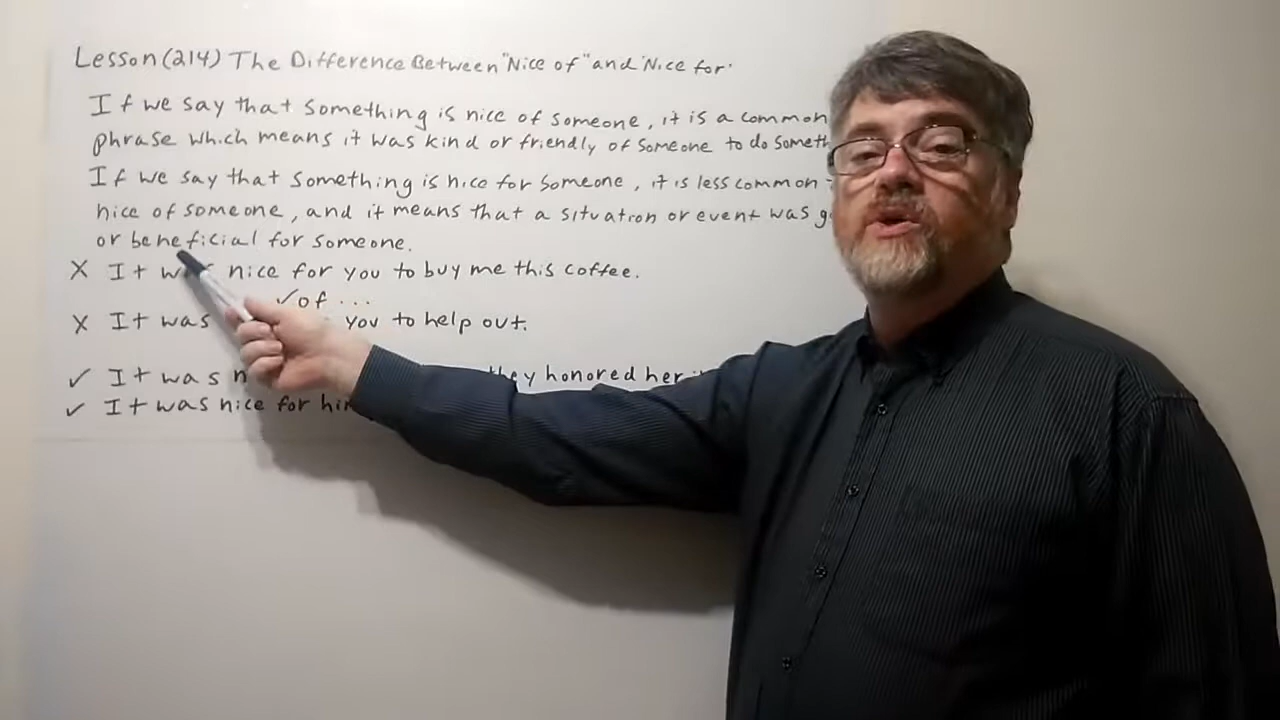 Lesson (214) The Difference Between "Nice of" and "Nice for"
If we say that something is nice of someone, it is a common
phrase which means it was kind or friendly of someone to do
If we say that something is nice for someone, it is less common
nice of someone, and it means that a situation or event was
or beneficial for someone.
X It was nice for you to buy me this coffee.
✓of ...
X It was you to help out.
✓ It was they honored her
✓ It was nice for